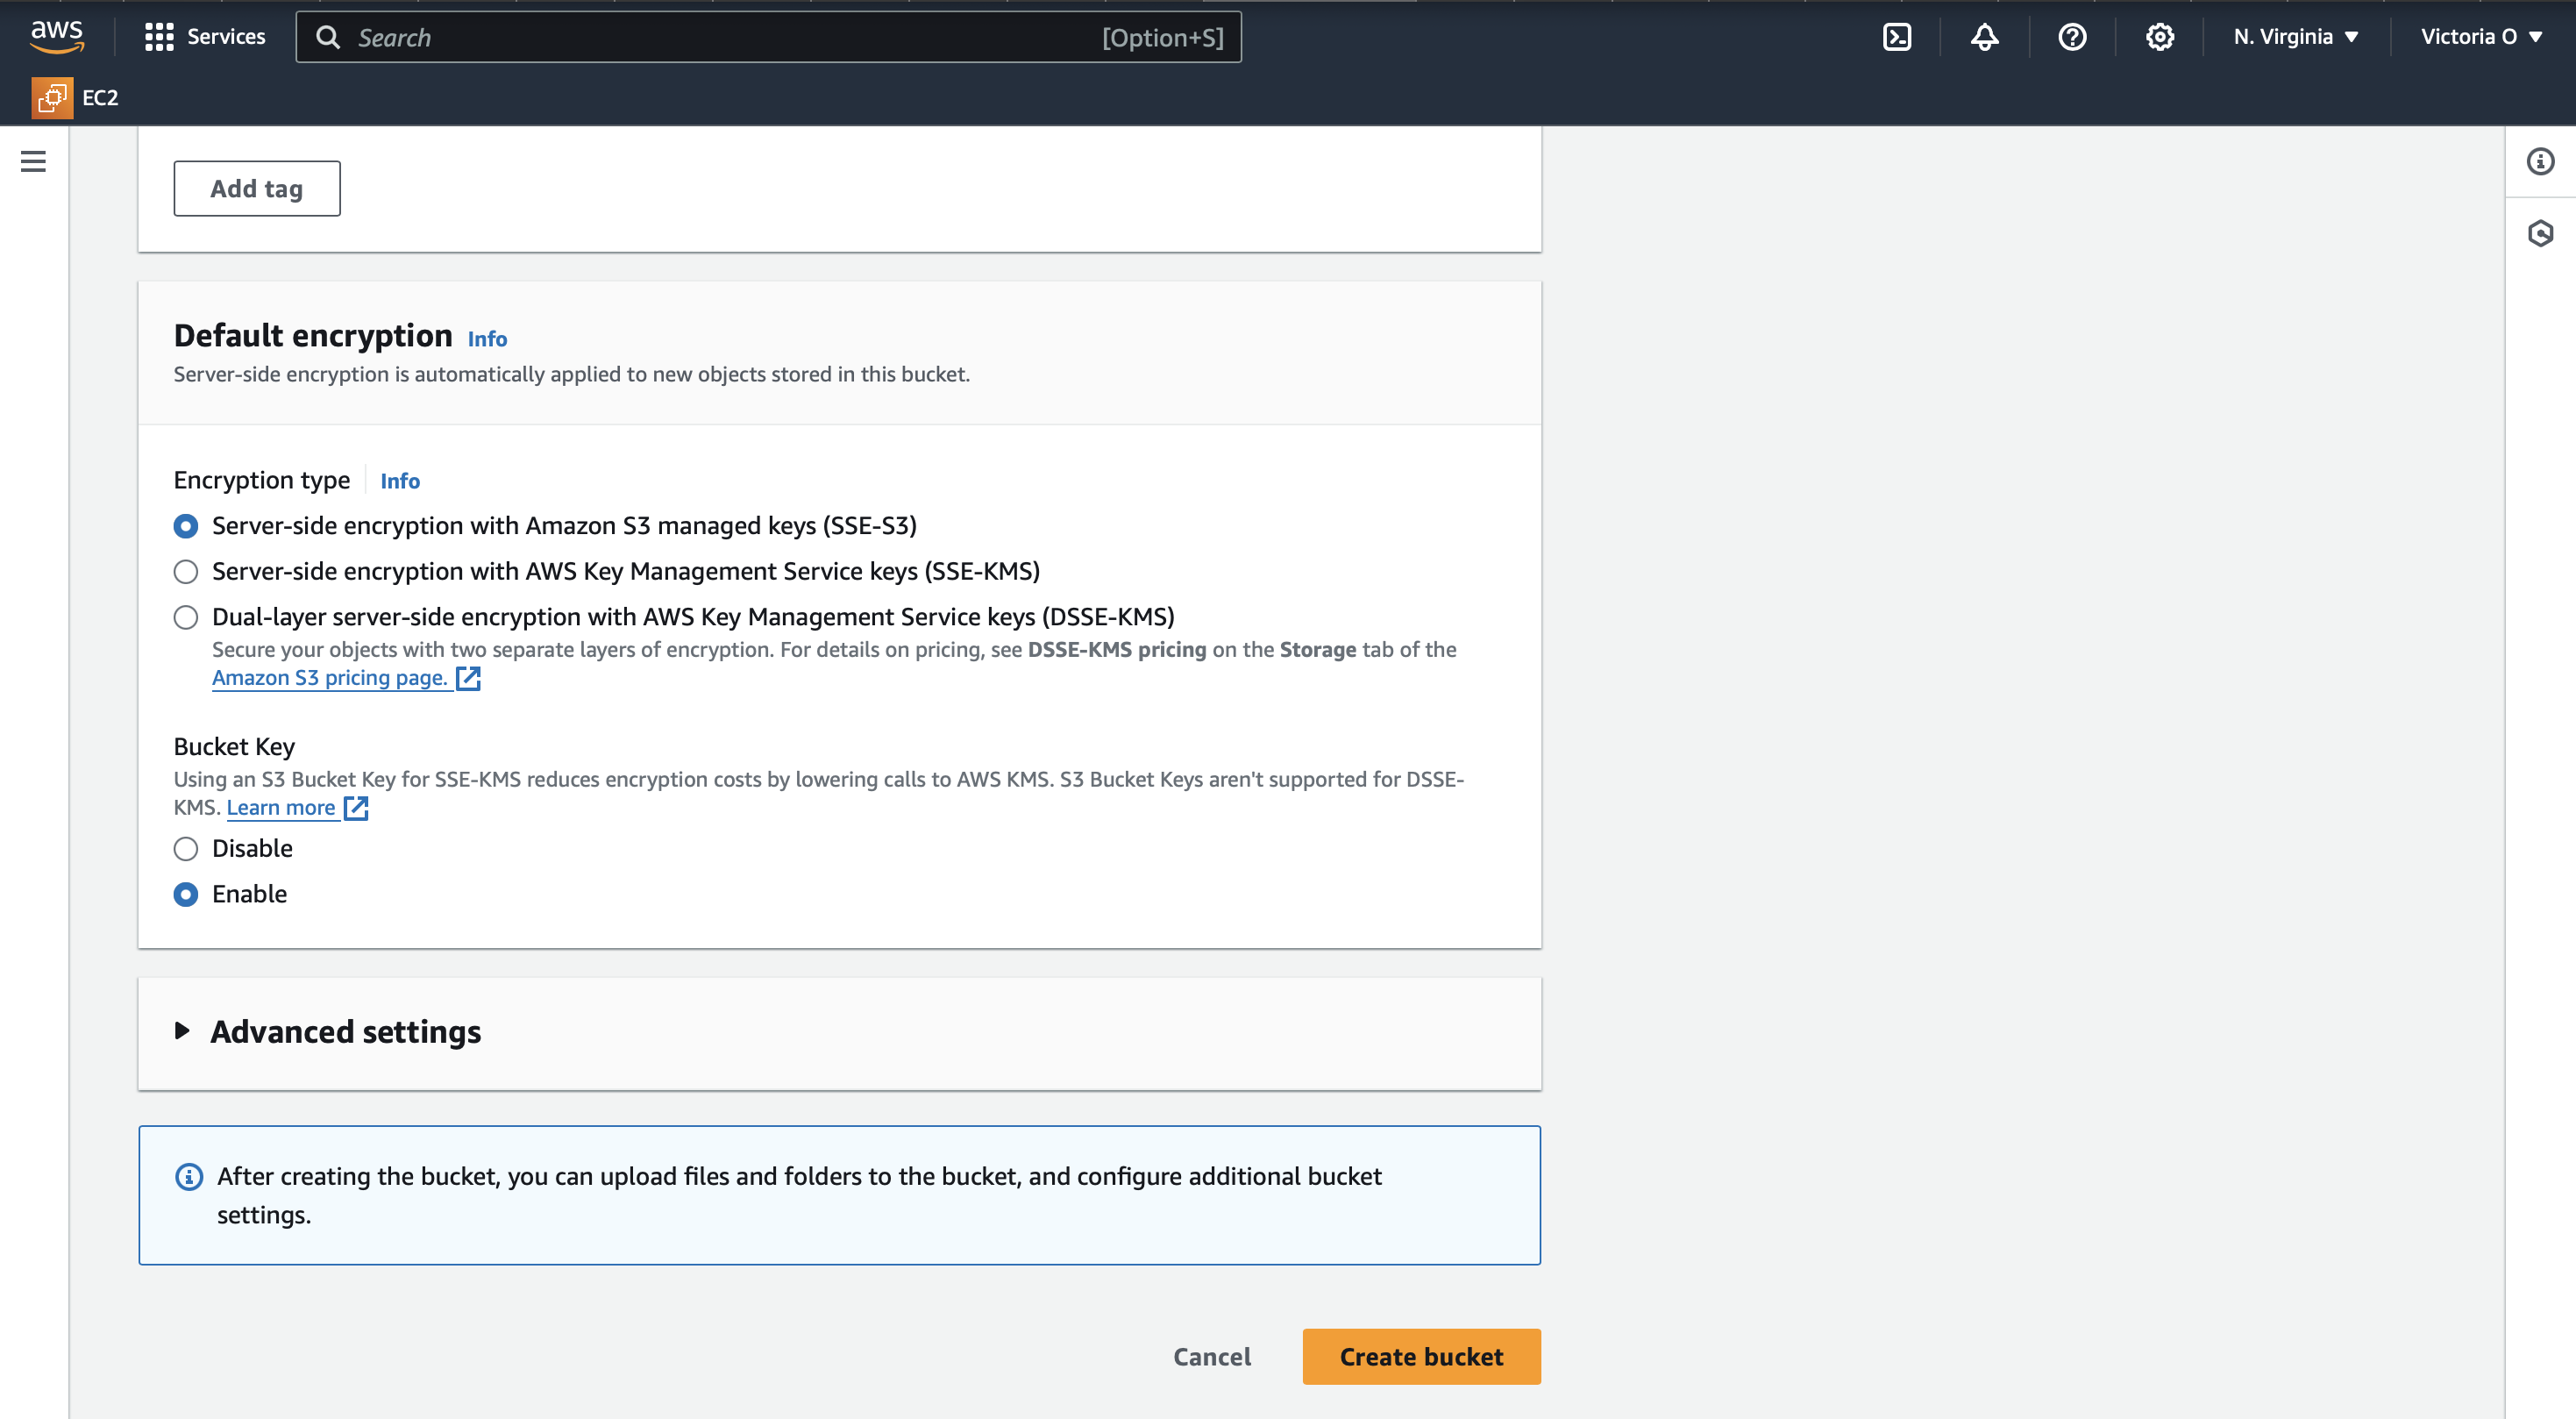 aws
Services
Search
[Option+S]
N. Virginia
Victoria O
EC2
Add tag
Default encryption Info
Server-side encryption is automatically applied to new objects stored in this bucket.
Encryption type Info
Server-side encryption with Amazon S3 managed keys (SSE-S3)
Server-side encryption with AWS Key Management Service keys (SSE-KMS)
Dual-layer server-side encryption with AWS Key Management Service keys (DSSE-KMS)
Secure your objects with two separate layers of encryption. For details on pricing, see DSSE-KMS pricing on the Storage tab of the
Amazon S3 pricing page.
Bucket Key
Using an S3 Bucket Key for SSE-KMS reduces encryption costs by lowering calls to AWS KMS. S3 Bucket Keys aren't supported for DSSE-
KMS. Learn more
Disable
Enable
Advanced settings
After creating the bucket, you can upload files and folders to the bucket, and configure additional bucket
settings.
Cancel
Create bucket